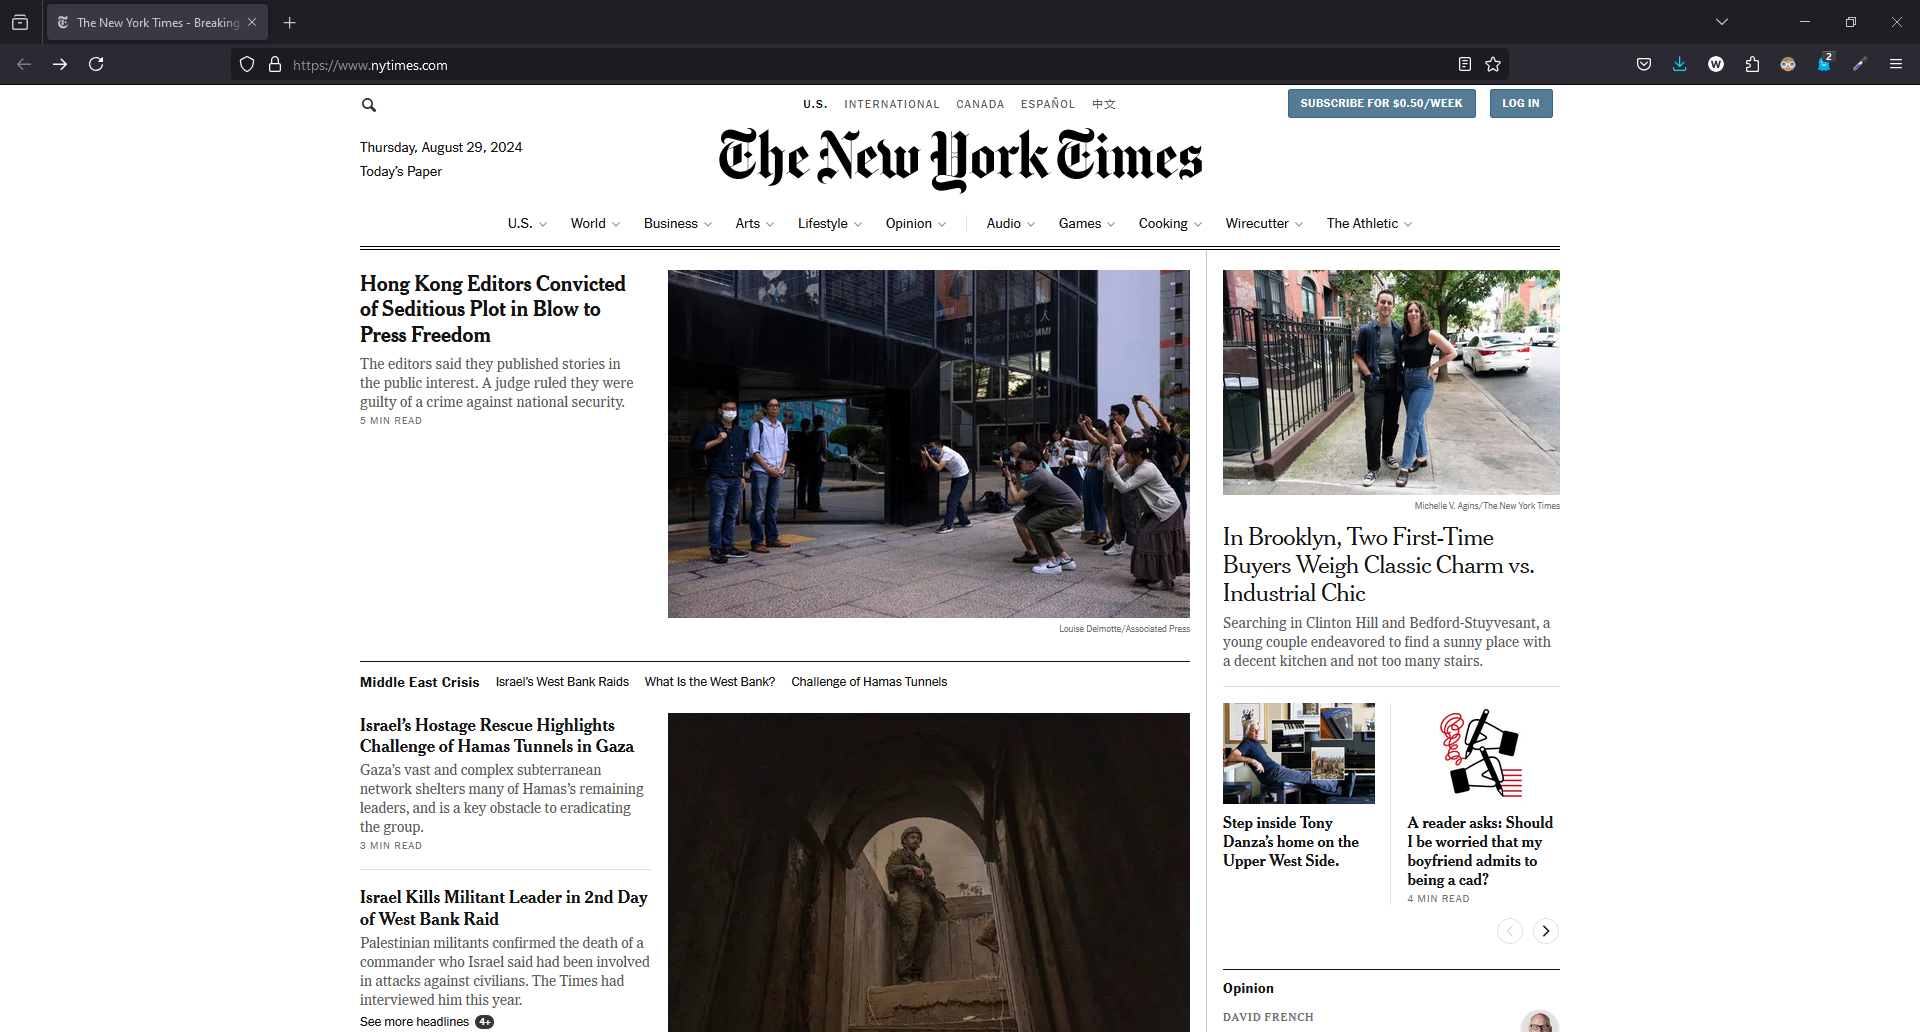 The New York Times - Breaking
https://www.nytimes.com
2
U.S. INTERNATIONAL CANADA ESPAÑOL 中文
SUBSCRIBE FOR $0.50/WEEK
LOG IN
Thursday, August 29, 2024
Today's Paper
The New York Times
U.S. World Business Arts Lifestyle Opinion Audio Games Cooking Wirecutter The Athletic
Hong Kong Editors Convicted
of Seditious Plot in Blow to
Press Freedom
The editors said they published stories in
the public interest. A judge ruled they were
guilty of a crime against national security.
5 MIN READ
Louise Delmotte/Associated Press
Middle East Crisis Israel's West Bank Raids What Is the West Bank? Challenge of Hamas Tunnels
Israel's Hostage Rescue Highlights
Challenge of Hamas Tunnels in Gaza
Gaza's vast and complex subterranean
network shelters many of Hamas's remaining
leaders, and is a key obstacle to eradicating
the group.
3 MIN READ
Israel Kills Militant Leader in 2nd Day
of West Bank Raid
Palestinian militants confirmed the death of a
commander who Israel said had been involved
in attacks against civilians. The Times had
interviewed him this year.
See more headlines 4+
Michelle V. Agins/The New York Times
In Brooklyn, Two First-Time
Buyers Weigh Classic Charm vs.
Industrial Chic
Searching in Clinton Hill and Bedford-Stuyvesant, a
young couple endeavored to find a sunny place with
a decent kitchen and not too many stairs.
Step inside Tony
Danza's home on the
Upper West Side.
A reader asks: Should
I be worried that my
boyfriend admits to
being a cad?
4 MIN READ
Opinion
DAVID FRENCH